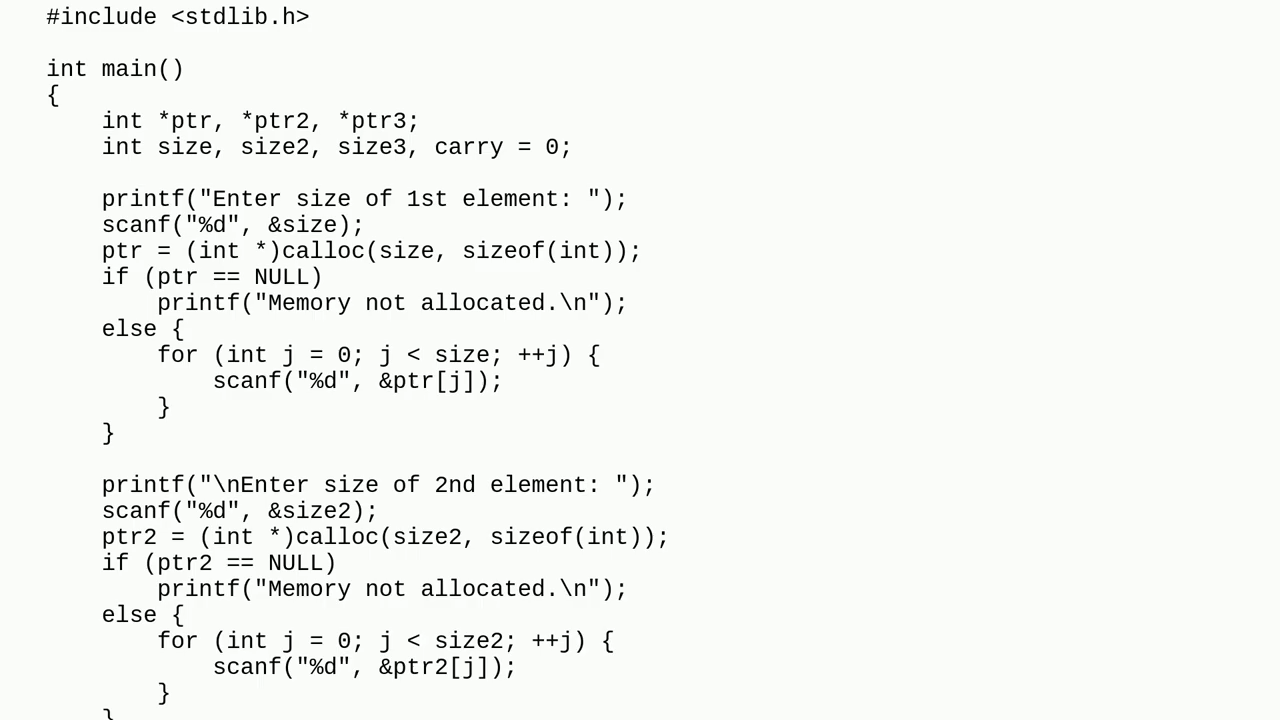 #include <stdlib.h>

int main()
{
    int *ptr, *ptr2, *ptr3;
    int size, size2, size3, carry = 0;

    printf("Enter size of 1st element: ");
    scanf("%d", &size);
    ptr = (int *)calloc(size, sizeof(int));
    if (ptr == NULL)
        printf("Memory not allocated.\n");
    else {
        for (int j = 0; j < size; ++j) {
            scanf("%d", &ptr[j]);
        }
    }

    printf("\nEnter size of 2nd element: ");
    scanf("%d", &size2);
    ptr2 = (int *)calloc(size2, sizeof(int));
    if (ptr2 == NULL)
        printf("Memory not allocated.\n");
    else {
        for (int j = 0; j < size2; ++j) {
            scanf("%d", &ptr2[j]);
        }
    }